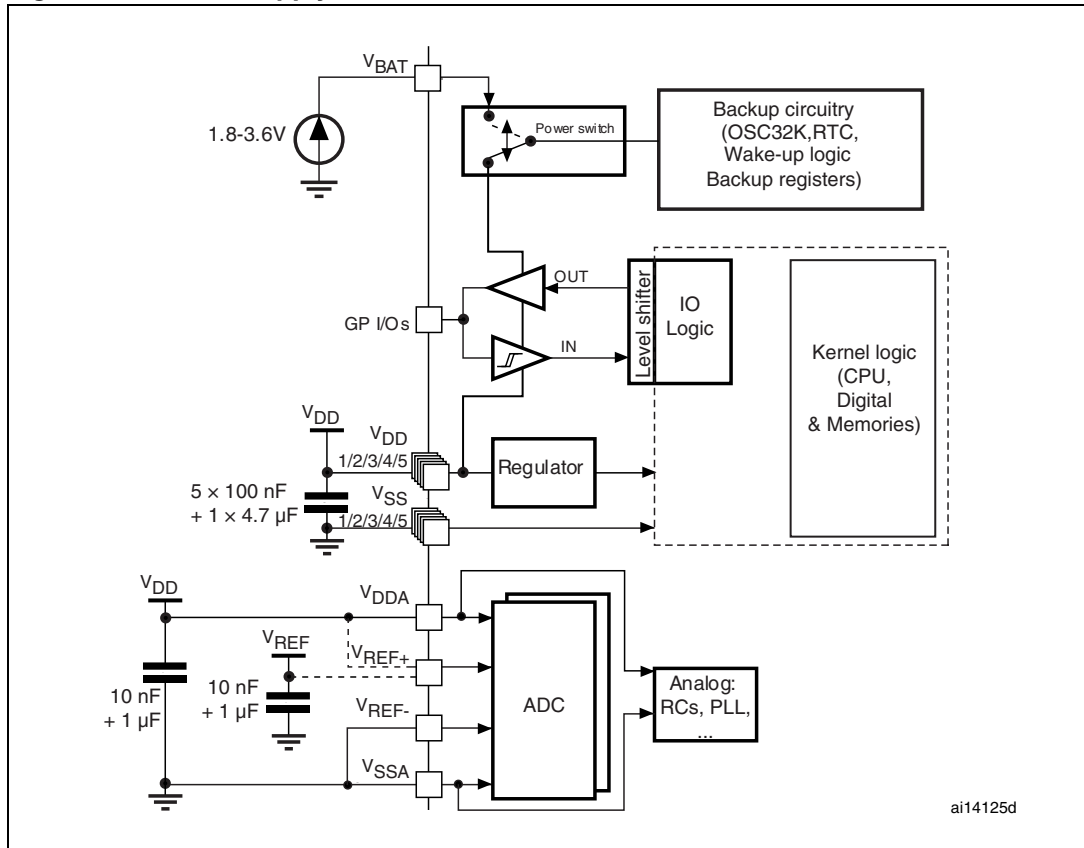 VBAT
1.8-3.6V
Power switch
Backup circuitry
(OSC32K,RTC,
Wake-up logic
Backup registers)
OUT
GP I/Os
IN
Level shifter
IO
Logic
Kernel logic
(CPU,
Digital
& Memories)
VDD
VDD
1/2/3/4/5
Regulator
5 × 100 nF
+ 1 × 4.7 µF
VSS
1/2/3/4/5
VDD
VDDA
VREF
VREF+
10 nF
+ 1 µF
10 nF
+ 1 µF
VREF-
ADC
Analog:
RCs, PLL,
...
VSSA
ai14125d